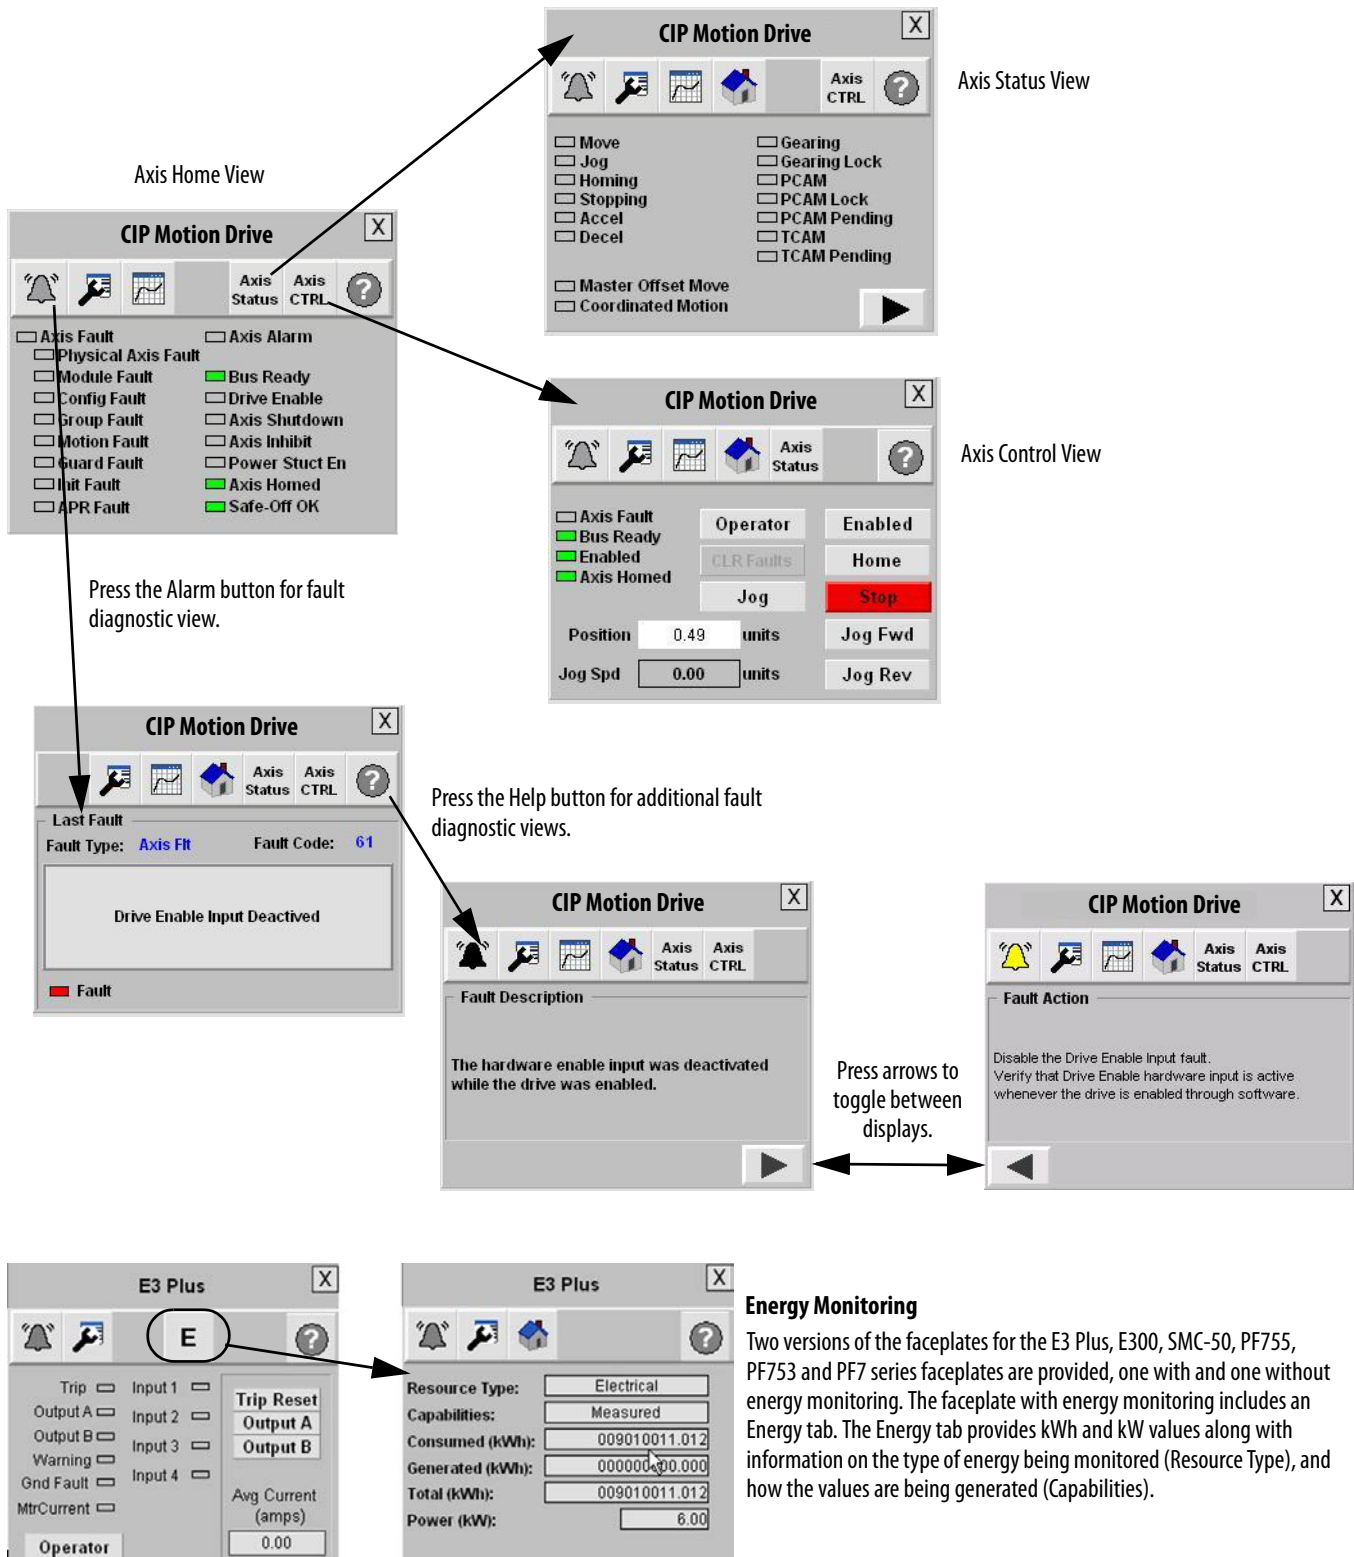 CIP Motion Drive
X
Axis
CTRL
?
Axis Status View
Move
Jog
Homing
Stopping
Accel
Decel
Gearing
Gearing Lock
PCAM
PCAM Lock
PCAM Pending
TCAM
TCAM Pending
Master Offset Move
Coordinated Motion
Axis Home View
CIP Motion Drive
X
Axis
Status
Axis
CTRL
?
Axis Fault
Physical Axis Fault
Module Fault
Config Fault
Group Fault
Motion Fault
Guard Fault
Init Fault
APR Fault
Axis Alarm
Bus Ready
Drive Enable
Axis Shutdown
Axis Inhibit
Power Stuct En
Axis Homed
Safe-Off OK
CIP Motion Drive
X
Axis
Status
?
Axis Control View
Axis Fault
Bus Ready
Enabled
Axis Homed
Operator
CLR Faults
Jog
Enabled
Home
Stop
Jog Fwd
Jog Rev
Position 0.49 units
Jog Spd 0.00 units
Press the Alarm button for fault
diagnostic view.
CIP Motion Drive
X
Axis
Status
Axis
CTRL
?
Last Fault
Fault Type: Axis Flt Fault Code: 61
Drive Enable Input Deactived
Fault
Press the Help button for additional fault
diagnostic views.
CIP Motion Drive
X
Axis
Status
Axis
CTRL
Fault Description
The hardware enable input was deactivated
while the drive was enabled.
Press arrows to
toggle between
displays.
CIP Motion Drive
X
Axis
Status
Axis
CTRL
Fault Action
Disable the Drive Enable Input fault.
Verify that Drive Enable hardware input is active
whenever the drive is enabled through software.
E3 Plus
X
E
?
Trip
Output A
Output B
Warning
Gnd Fault
MtrCurrent
Operator
Input 1
Input 2
Input 3
Input 4
Trip Reset
Output A
Output B
Avg Current
(amps)
0.00
E3 Plus
X
?
Resource Type: Electrical
Capabilities: Measured
Consumed (kWh): 009010011.012
Generated (kWh): 000000000.000
Total (kWh): 009010011.012
Power (kW): 6.00
Energy Monitoring
Two versions of the faceplates for the E3 Plus, E300, SMC-50, PF755,
PF753 and PF7 series faceplates are provided, one with and one without
energy monitoring. The faceplate with energy monitoring includes an
Energy tab. The Energy tab provides kWh and kW values along with
information on the type of energy being monitored (Resource Type), and
how the values are being generated (Capabilities).